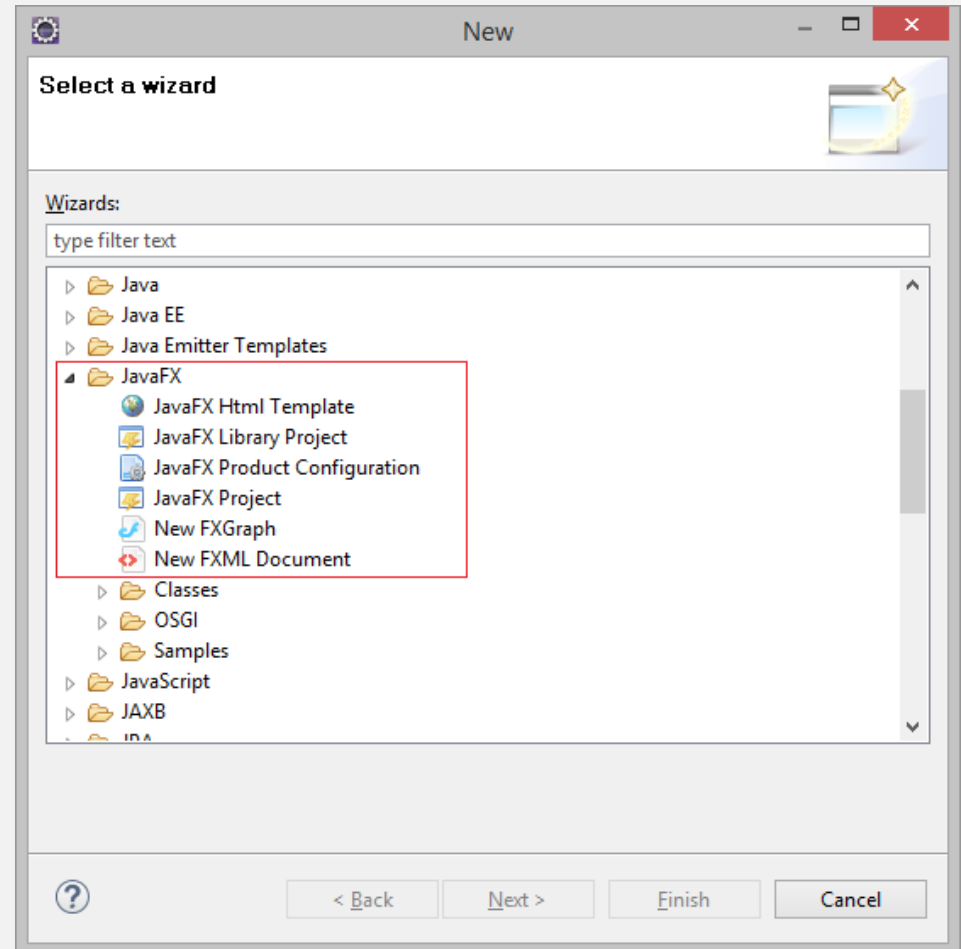 New
Select a wizard
Wizards:
type filter text
Java
Java EE
Java Emitter Templates
JavaFX
JavaFX Html Template
JavaFX Library Project
JavaFX Product Configuration
JavaFX Project
New FXGraph
New FXML Document
Classes
OSGI
Samples
JavaScript
JAXB
? < Back Next > Finish Cancel